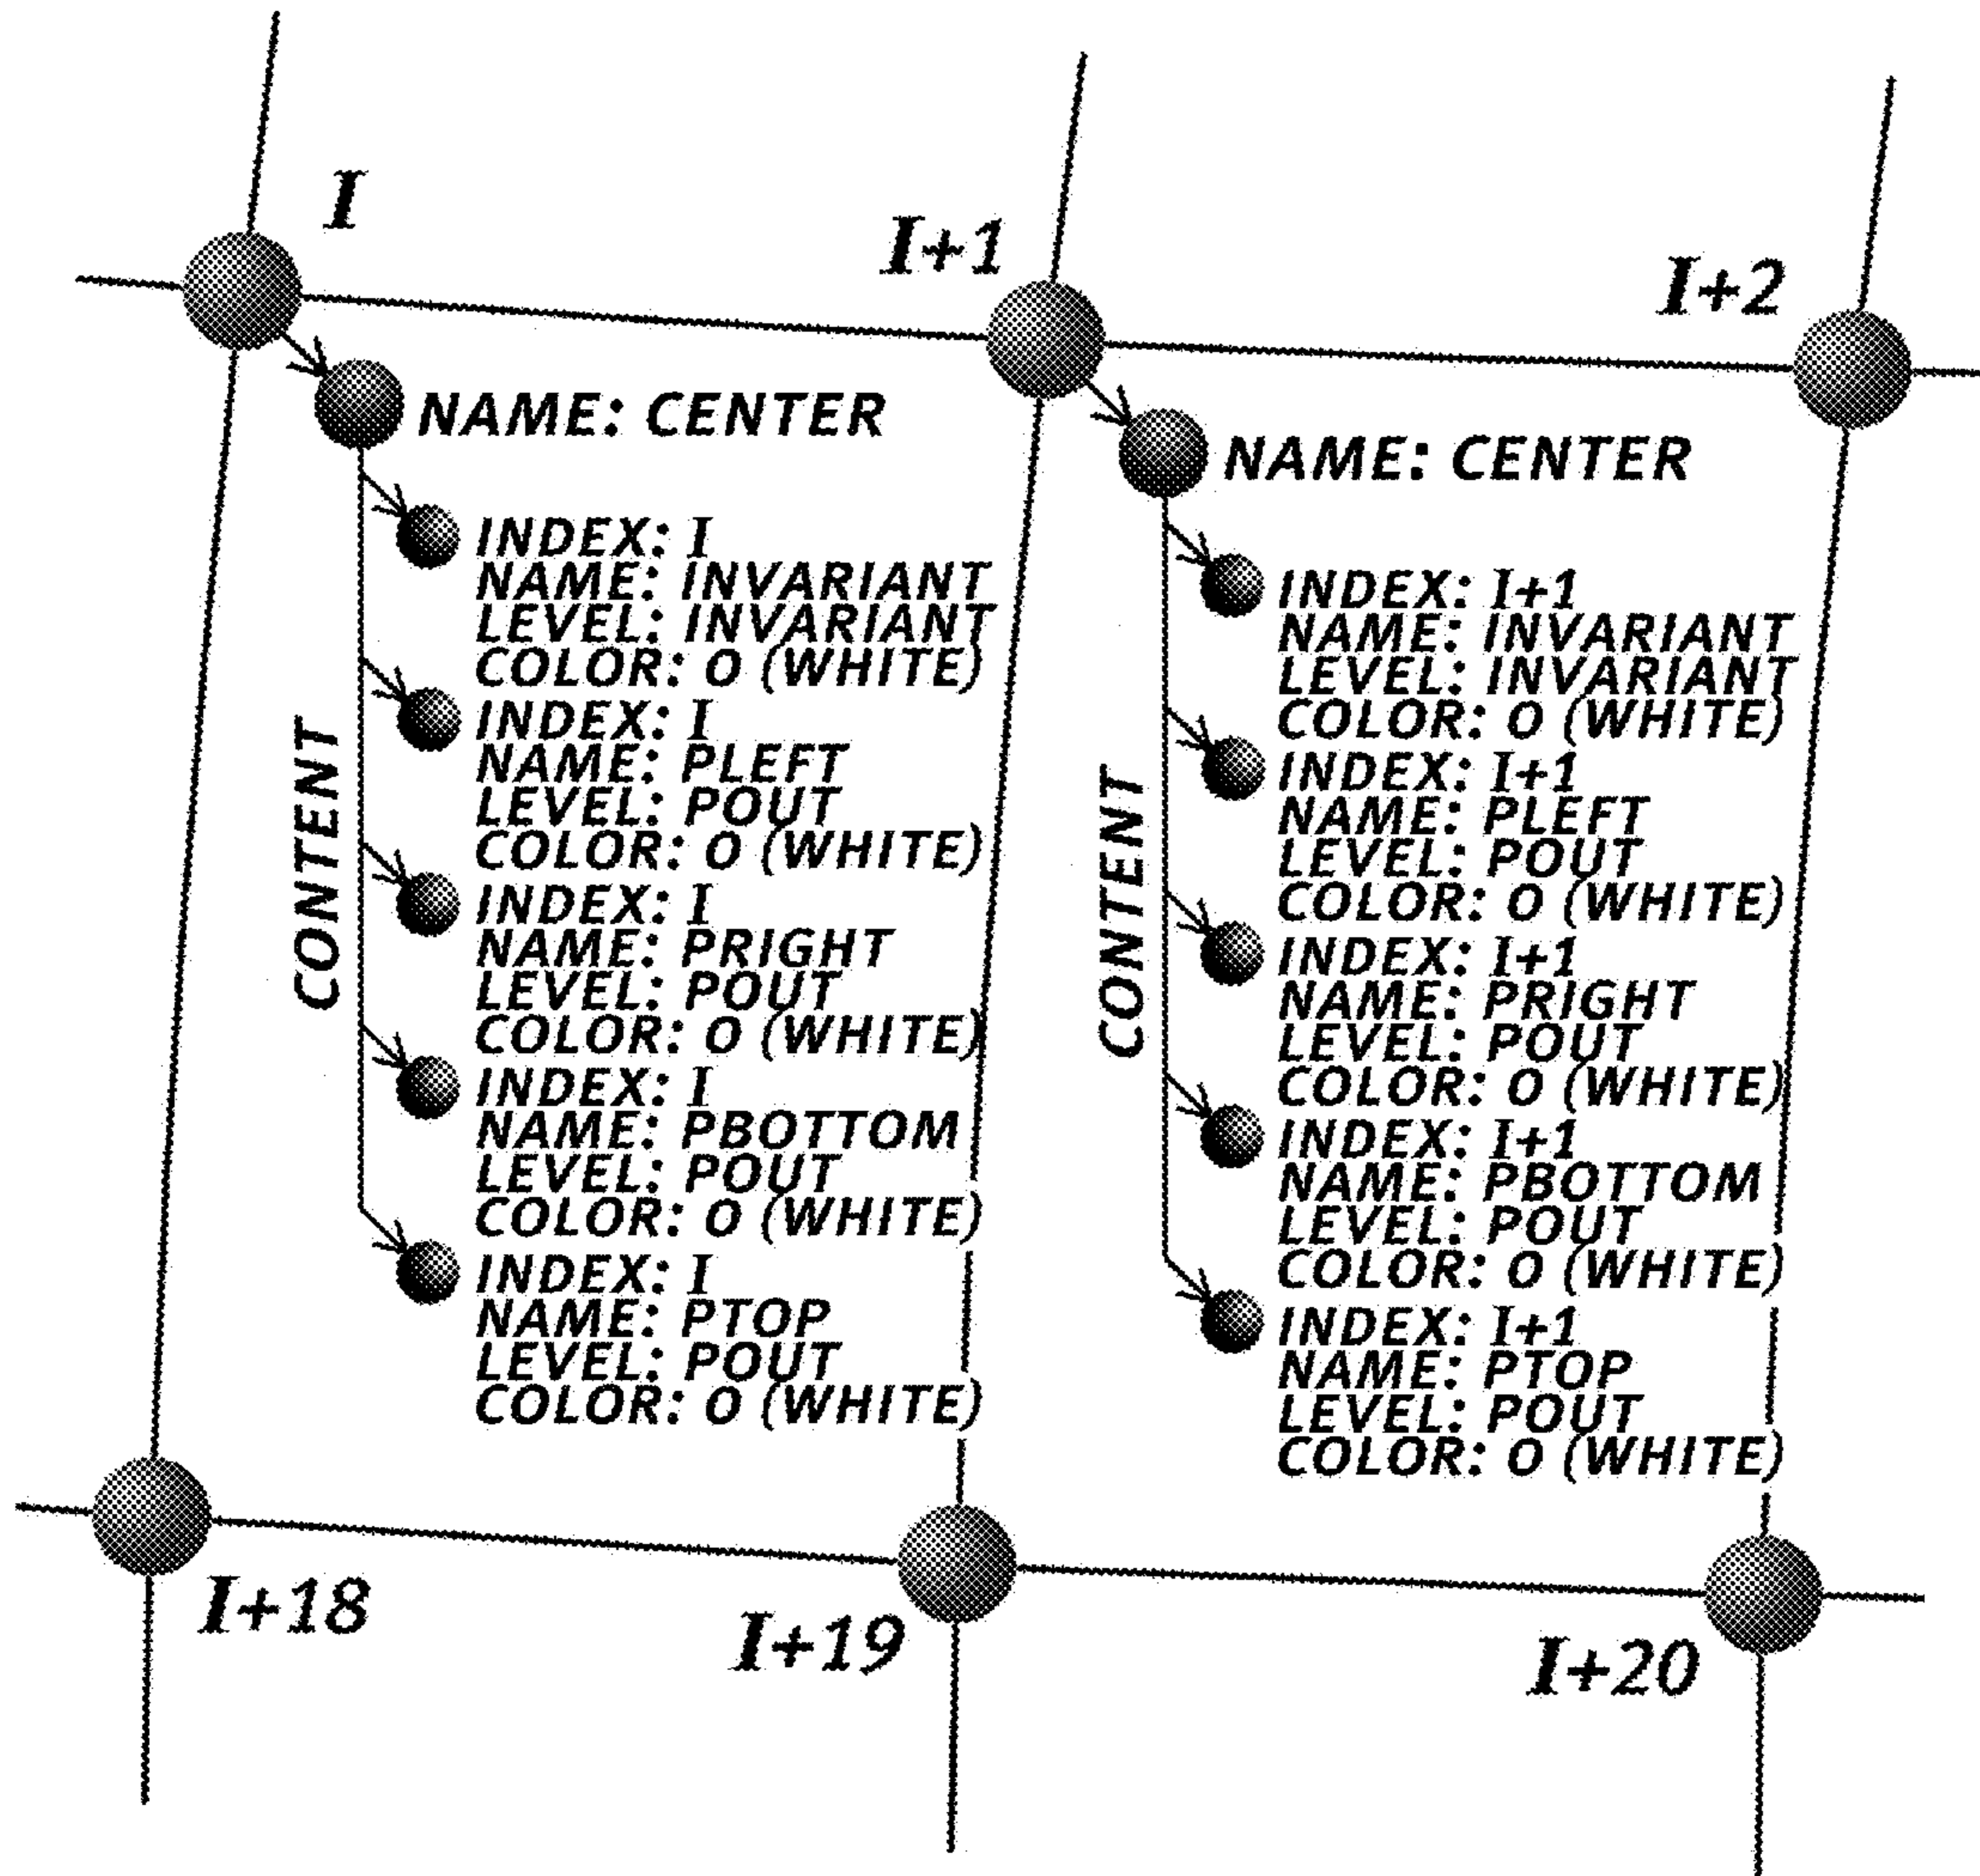 I
I+1
I+2
NAME: CENTER
CONTENT
INDEX: I
NAME: INVARIANT
LEVEL: INVARIANT
COLOR: 0 (WHITE)
INDEX: I
NAME: PLEFT
LEVEL: POUT
COLOR: 0 (WHITE)
INDEX: I
NAME: PRIGHT
LEVEL: POUT
COLOR: 0 (WHITE)
INDEX: I
NAME: PBOTTOM
LEVEL: POUT
COLOR: 0 (WHITE)
INDEX: I
NAME: PTOP
LEVEL: POUT
COLOR: 0 (WHITE)
NAME: CENTER
CONTENT
INDEX: I+1
NAME: INVARIANT
LEVEL: INVARIANT
COLOR: 0 (WHITE)
INDEX: I+1
NAME: PLEFT
LEVEL: POUT
COLOR: 0 (WHITE)
INDEX: I+1
NAME: PRIGHT
LEVEL: POUT
COLOR: 0 (WHITE)
INDEX: I+1
NAME: PBOTTOM
LEVEL: POUT
COLOR: 0 (WHITE)
INDEX: I+1
NAME: PTOP
LEVEL: POUT
COLOR: 0 (WHITE)
I+18
I+19
I+20